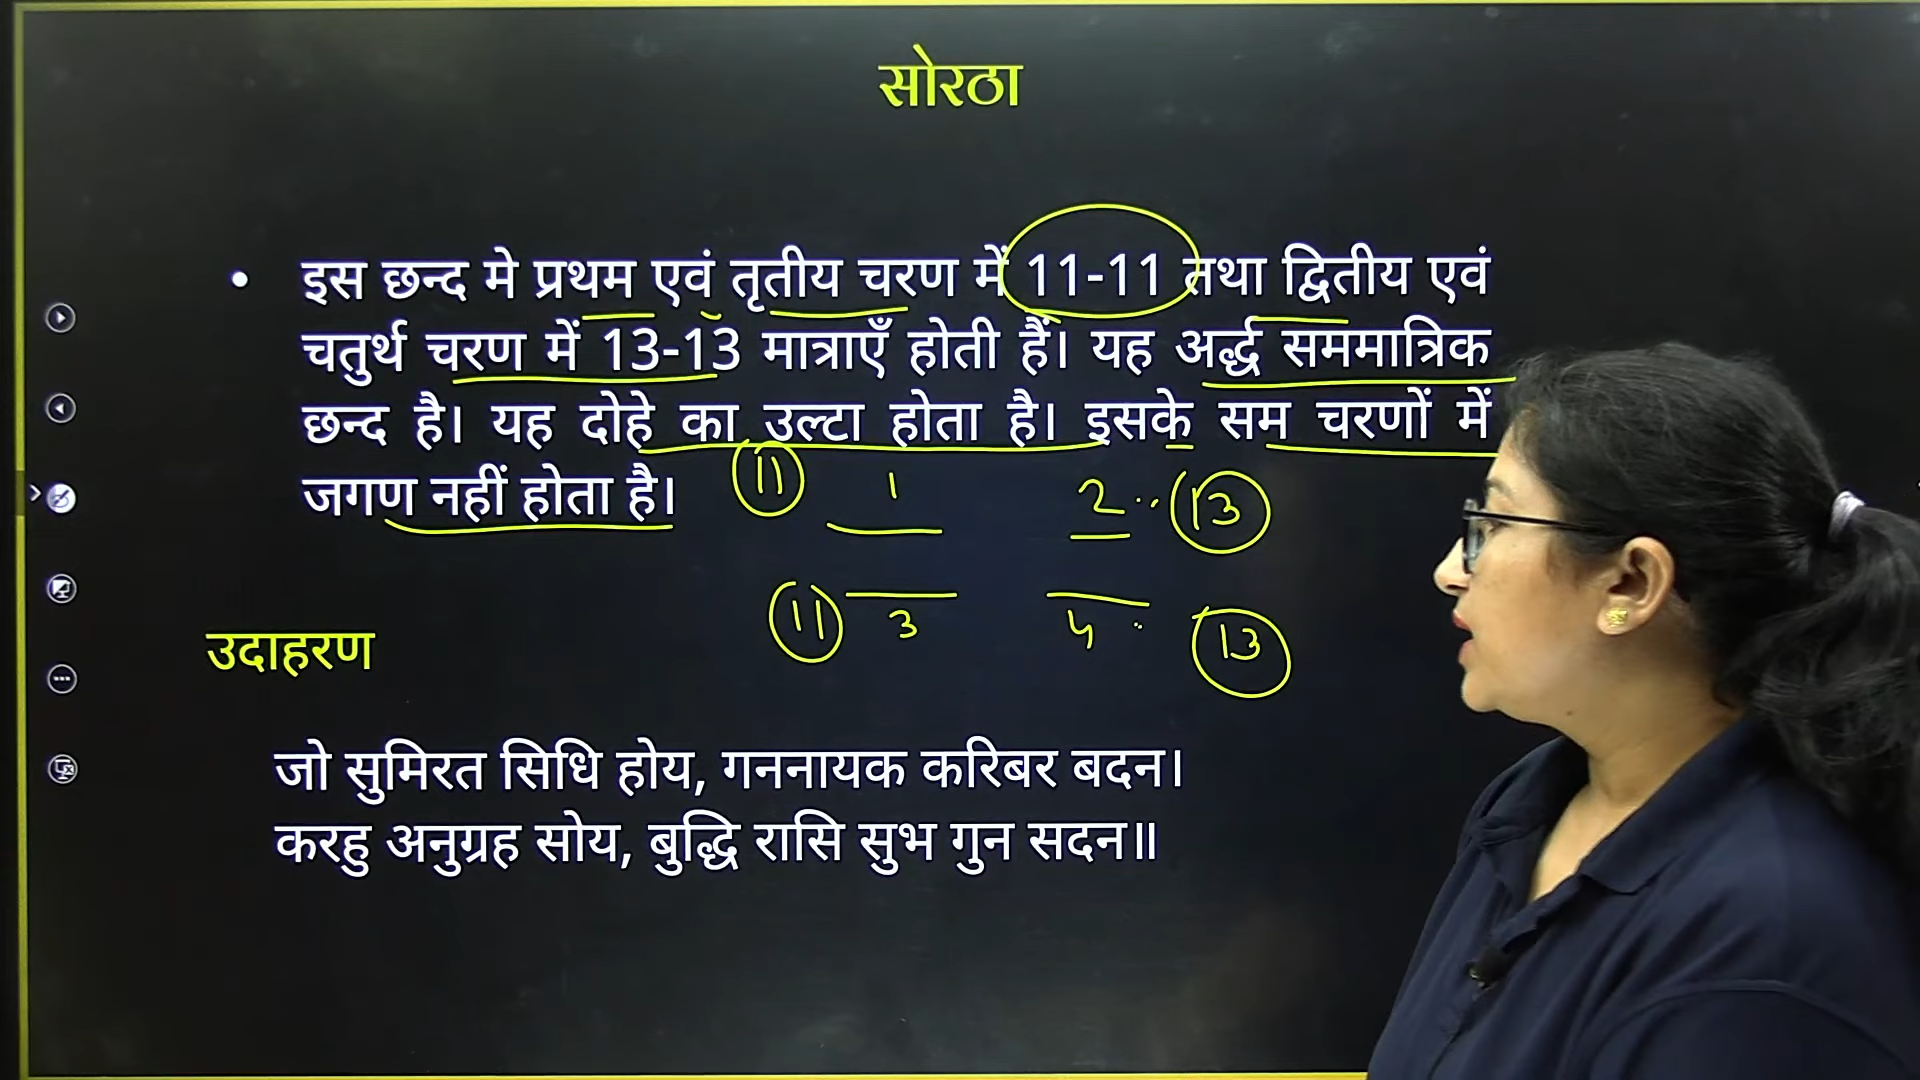 सोरठा
• इस छन्द मे प्रथम एवं तृतीय चरण में 11-11 तथा द्वितीय एवं
चतुर्थ चरण में 13-13 मात्राएँ होती हैं। यह अर्द्ध सममात्रिक
छन्द है। यह दोहे का उल्टा होता है। इसके सम चरणों में
जगण नहीं होता है।
11 1 2 13
11 3 4 13
उदाहरण
जो सुमिरत सिधि होय, गननायक करिबर बदन।
करहु अनुग्रह सोय, बुद्धि रासि सुभ गुन सदन॥